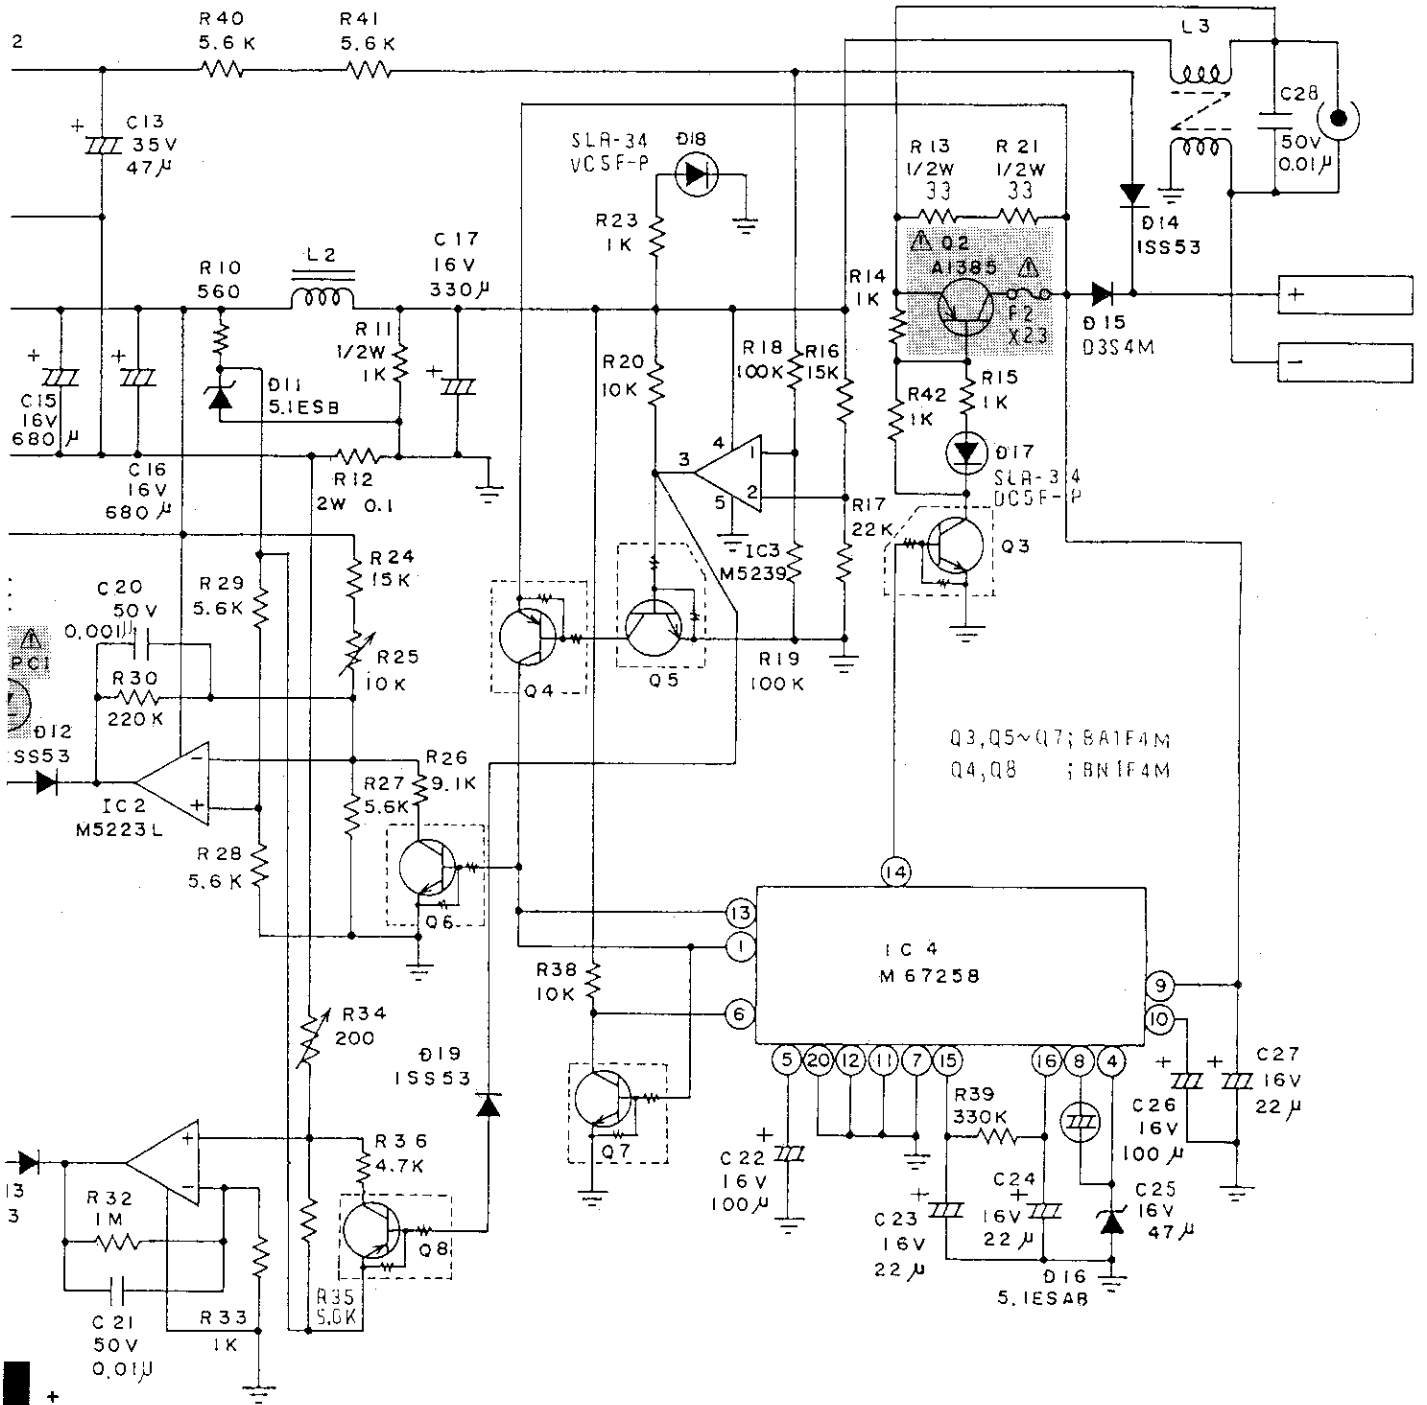 2
R40
5.6K
R41
5.6K
L3
+
C13
35V
47μ
SLR-34
VC5F-P
D18
R13
1/2W
33
R21
1/2W
33
C28
50V
0.01μ
D14
1SS53
R23
1K
L2
C17
16V
330μ
R10
560
R11
1/2W
1K
+
+
+
C15
16V
680μ
C16
16V
680μ
D11
5.1ESB
R12
2W 0.1
R20
10K
R18
100K
R16
15K
R14
1K
Q2
A1385
F2
X23
D15
D3S4M
+
−
R42
1K
R15
1K
D17
SLR-34
DC5F-P
3
4
1
2
5
IC3
M5239
R17
22K
Q3
R24
15K
C20
50V
0.001μ
R29
5.6K
R25
10K
PC1
R30
220K
D12
SS53
−
+
IC2
M5223L
R26
9.1K
R27
5.6K
R28
5.6K
Q4
Q5
R19
100K
Q3,Q5~Q7; BA1F4M
Q4,Q8 ; BN1F4M
Q6
14
13
1
6
IC4
M67258
9
10
5
20
12
11
7
15
16
8
4
R38
10K
R34
200
D19
1SS53
Q7
R39
330K
+
C22
16V
100μ
+
C23
16V
22μ
C24
+
16V
22μ
C25
16V
47μ
D16
5.1ESAB
+
C26
16V
100μ
+
C27
16V
22μ
+
−
13
3
R36
4.7K
Q8
R32
1M
C21
50V
0.01μ
R33
1K
R35
+